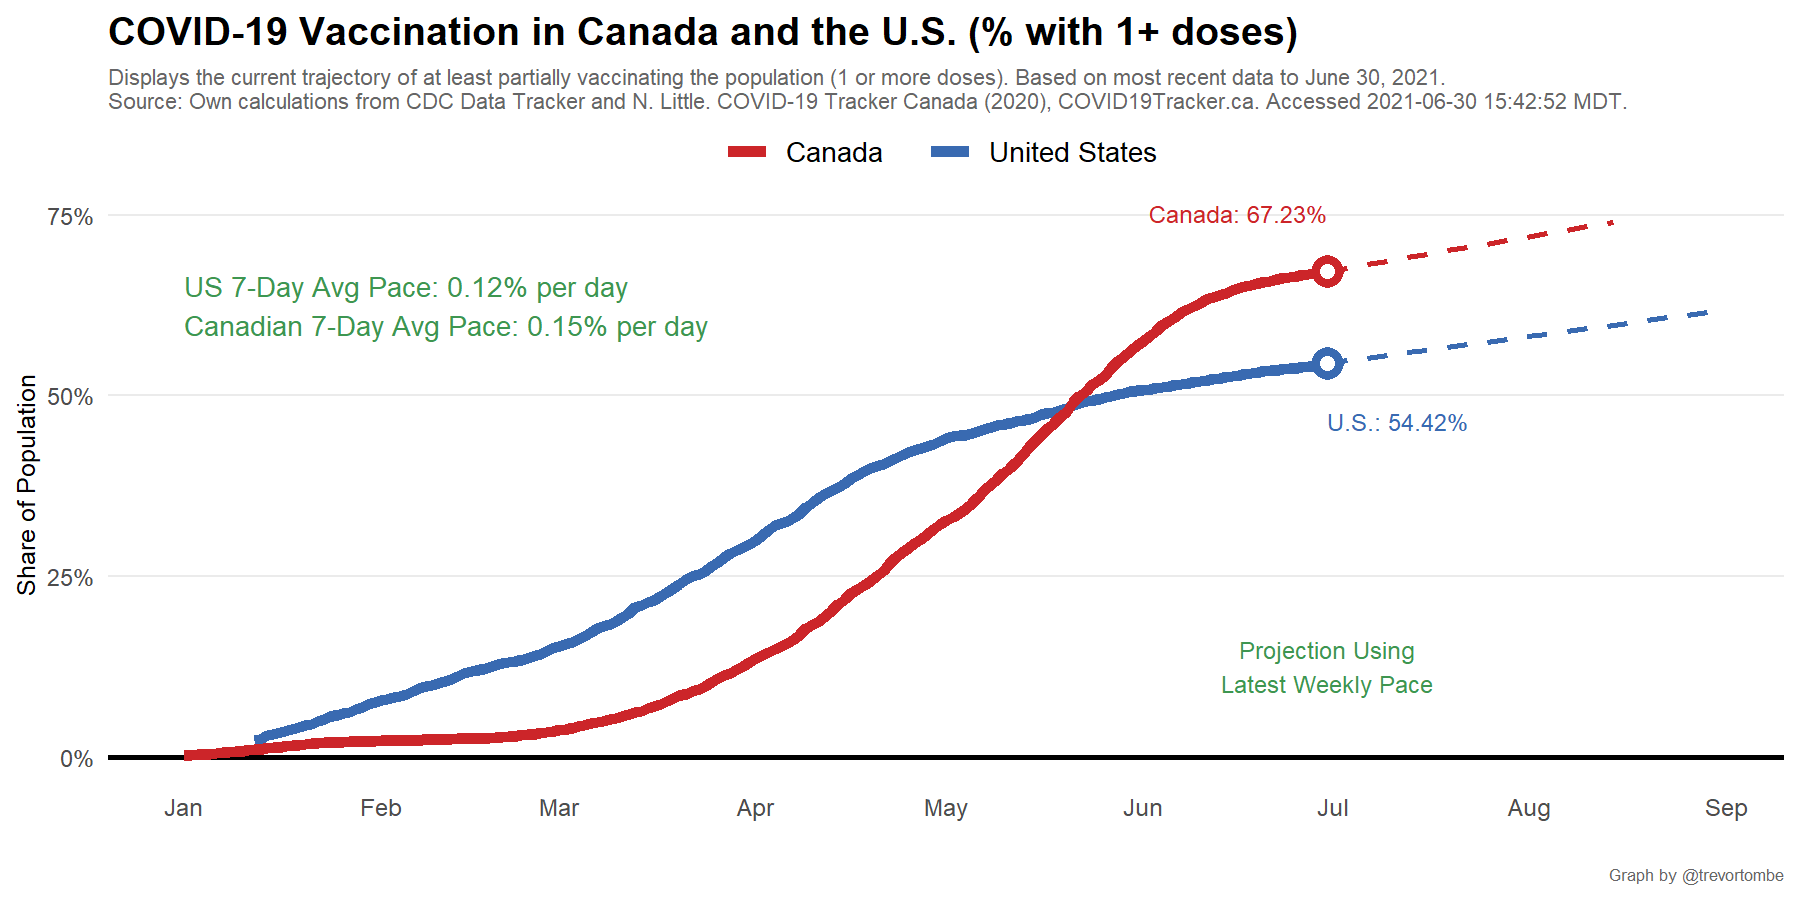 COVID-19 Vaccination in Canada and the U.S. (% with 1+ doses)
Displays the current trajectory of at least partially vaccinating the population (1 or more doses). Based on most recent data to June 30, 2021.
Source: Own calculations from CDC Data Tracker and N. Little. COVID-19 Tracker Canada (2020), COVID19Tracker.ca. Accessed 2021-06-30 15:42:52 MDT.
Canada
United States
75%
Canada: 67.23%
US 7-Day Avg Pace: 0.12% per day
Canadian 7-Day Avg Pace: 0.15% per day
50%
U.S.: 54.42%
Share of Population
25%
Projection Using
Latest Weekly Pace
0%
Jan Feb Mar Apr May Jun Jul Aug Sep
Graph by @trevortombe